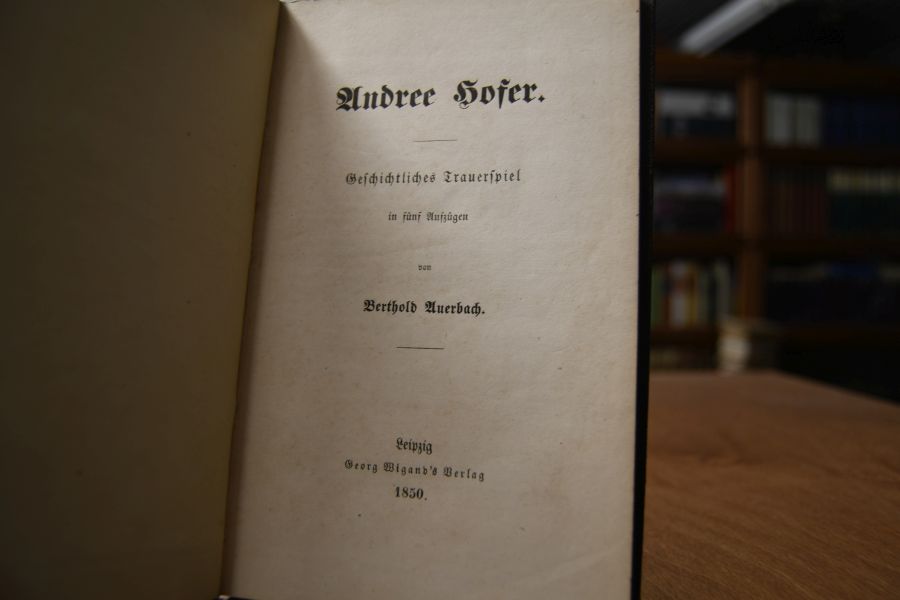 Andree Hofer.
Geschichtliches Trauerspiel
in fünf Aufzügen
von
Berthold Auerbach.
Leipzig
Georg Wigand's Verlag
1850.